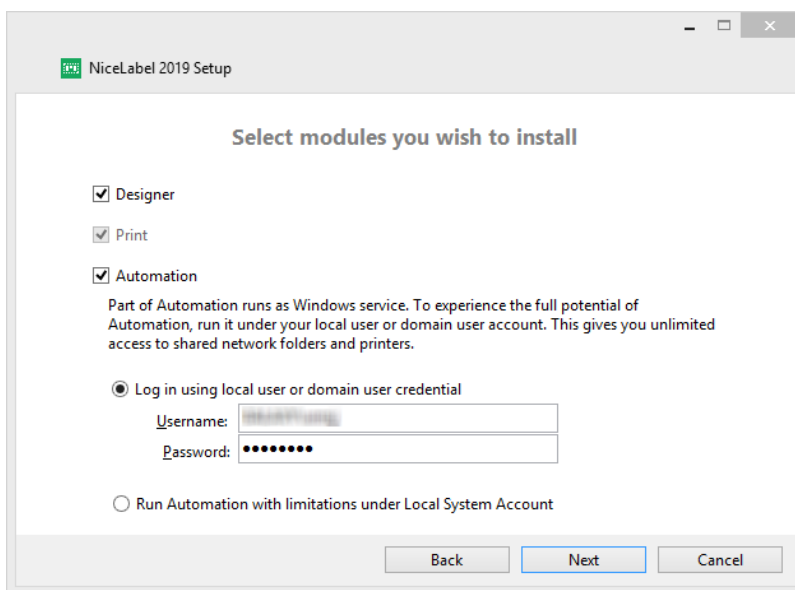 NiceLabel 2019 Setup
Select modules you wish to install
Designer
Print
Automation
Part of Automation runs as Windows service. To experience the full potential of
Automation, run it under your local user or domain user account. This gives you unlimited
access to shared network folders and printers.
Log in using local user or domain user credential
Username:
Password: ●●●●●●●●
Run Automation with limitations under Local System Account
Back Next Cancel